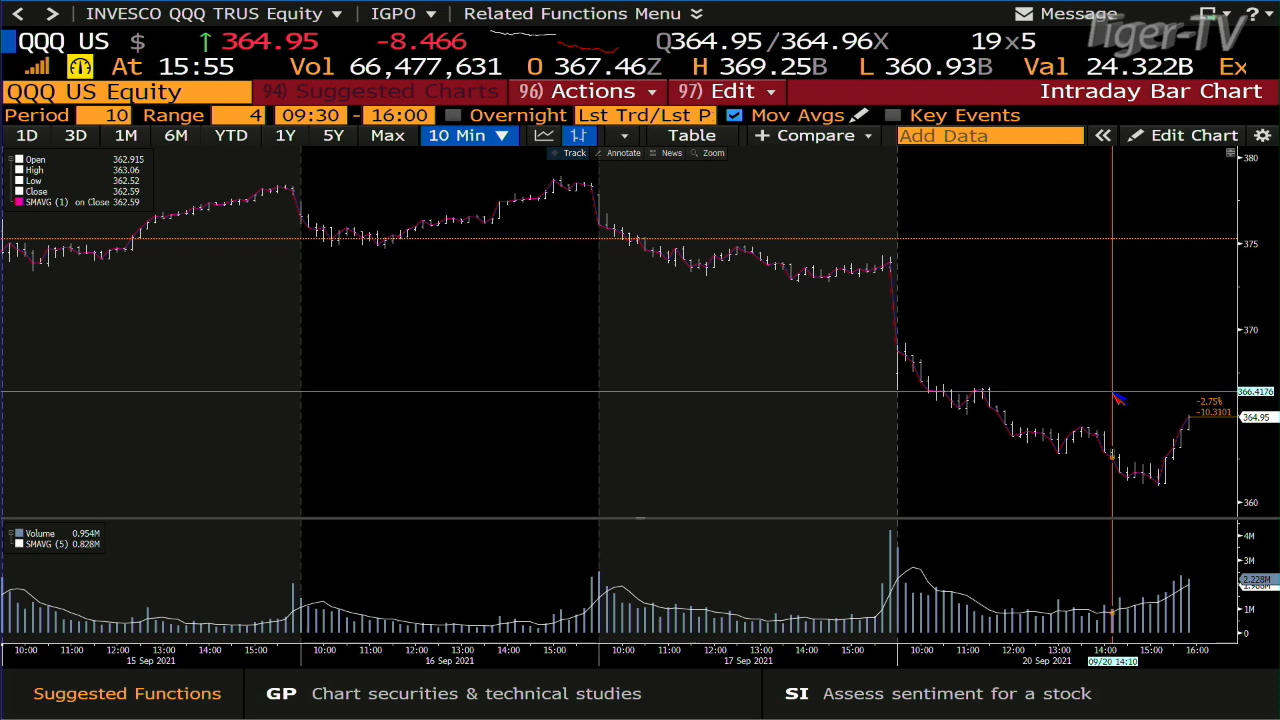 INVESCO QQQ TRUS Equity IGPO Related Functions Menu Message ?
QQQ US $ ↑ 364.95 -8.466 Q364.95/364.96X 19x5
Tiger-TV
At 15:55 Vol 66,477,631 O 367.46Z H 369.25B L 360.93B Val 24.322B Ex
QQQ US Equity 94) Suggested Charts 96) Actions 97) Edit Intraday Bar Chart
Period 10 Range 4 09:30 - 16:00 Overnight Lst Trd/Lst P Mov Avgs Key Events
1D 3D 1M 6M YTD 1Y 5Y Max 10 Min ▼ Table + Compare Add Data « Edit Chart
Track Annotate News Zoom
Open 362.915
High 363.06
Low 362.52
Close 362.59
SMAVG (1) on Close 362.59
380
375
370
366.4176
-2.75%
-10.3101
364.95
360
Volume 0.954M
SMAVG (5) 0.828M
4M
3M
2.228M
1M
0
10:00 11:00 12:00 13:00 14:00 15:00 10:00 11:00 12:00 13:00 14:00 15:00 10:00 11:00 12:00 13:00 14:00 15:00 10:00 11:00 12:00 13:00 14:00 15:00 16:00
15 Sep 2021 16 Sep 2021 17 Sep 2021 20 Sep 2021 09/20 14:10
Suggested Functions GP Chart securities & technical studies SI Assess sentiment for a stock